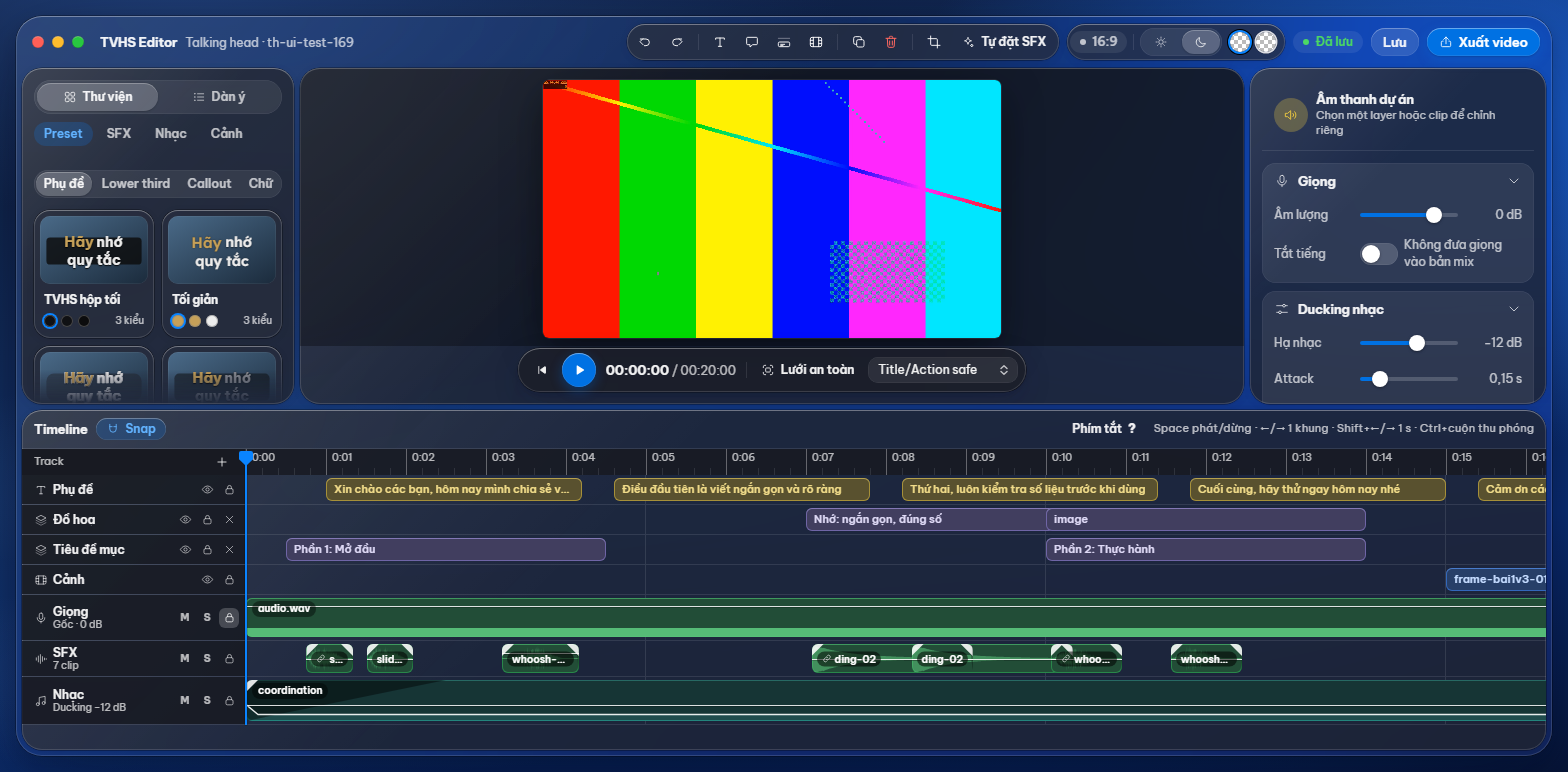 TVHS Editor Talking head · th-ui-test-169
Tự đặt SFX
16:9
Đã lưu
Lưu
Xuất video
Thư viện
Dàn ý
Preset SFX Nhạc Cảnh
Phụ đề Lower third Callout Chữ
Hãy nhớ
quy tắc
TVHS hộp tối
3 kiểu
Hãy nhớ
quy tắc
Tối giản
3 kiểu
Hãy nhớ
quy tắc
Hãy nhớ
quy tắc
00:00:00 / 00:20:00
Lưới an toàn
Title/Action safe
Âm thanh dự án
Chọn một layer hoặc clip để chỉnh
riêng
Giọng
Âm lượng 0 dB
Tắt tiếng
Không đưa giọng
vào bản mix
Ducking nhạc
Hạ nhạc -12 dB
Attack 0,15 s
Timeline
Snap
Phím tắt ?
Space phát/dừng · ←/→ 1 khung · Shift+←/→ 1 s · Ctrl+cuộn thu phóng
Track +
0:00 0:01 0:02 0:03 0:04 0:05 0:06 0:07 0:08 0:09 0:10 0:11 0:12 0:13 0:14 0:15
Phụ đề
Xin chào các bạn, hôm nay mình chia sẻ v...
Điều đầu tiên là viết ngắn gọn và rõ ràng
Thứ hai, luôn kiểm tra số liệu trước khi dùng
Cuối cùng, hãy thử ngay hôm nay nhé
Cảm ơn
Đồ hoa
Nhớ: ngắn gọn, đúng số
image
Tiêu đề mục
Phần 1: Mở đầu
Phần 2: Thực hành
Cảnh
frame-bai1v3-01
Giọng
Gốc · 0 dB
M S
audio.wav
SFX
7 clip
M S
s...
slid...
whoosh-...
ding-02
ding-02
whoo...
whoosh...
Nhạc
Ducking -12 dB
M S
coordination